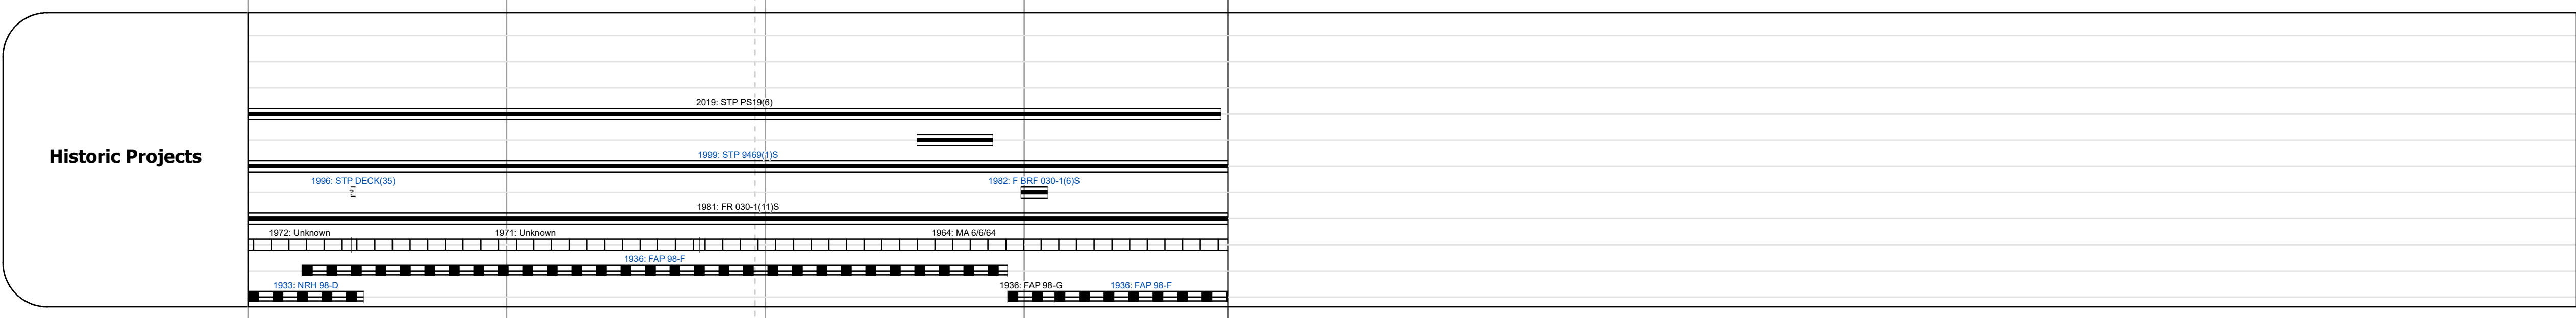 2019: STP PS19(6)
Historic Projects
1999: STP 9469(1)S
1996: STP DECK(35)
1982: F BRF 030-1(6)S
1981: FR 030-1(11)S
1972: Unknown
1971: Unknown
1964: MA 6/6/64
1936: FAP 98-F
1933: NRH 98-D
1936: FAP 98-G
1936: FAP 98-F